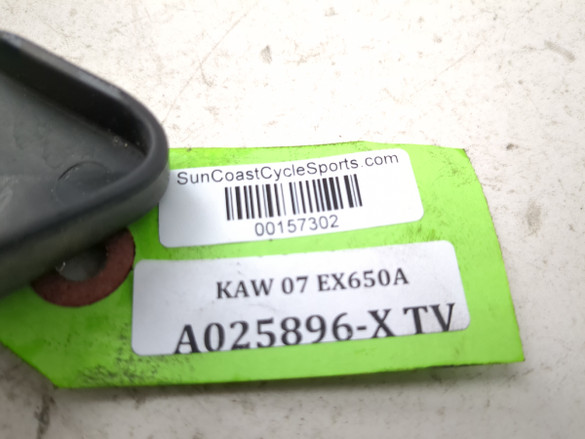 SunCoastCycleSports.com
00157302
KAW 07 EX650A
A025896-X TV